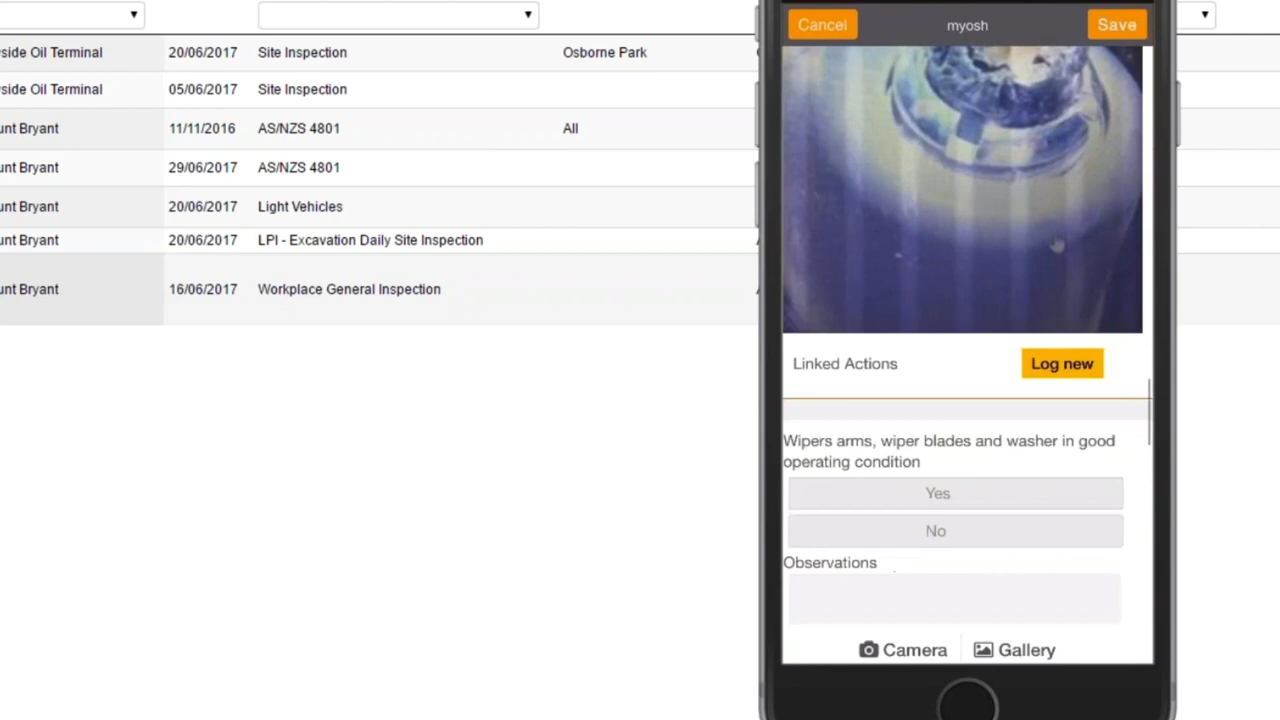 side Oil Terminal 20/06/2017 Site Inspection Osborne Park
side Oil Terminal 05/06/2017 Site Inspection
unt Bryant 11/11/2016 AS/NZS 4801 All
unt Bryant 29/06/2017 AS/NZS 4801
unt Bryant 20/06/2017 Light Vehicles
unt Bryant 20/06/2017 LPI - Excavation Daily Site Inspection
unt Bryant 16/06/2017 Workplace General Inspection
Cancel myosh Save
Linked Actions Log new
Wipers arms, wiper blades and washer in good
operating condition
Yes
No
Observations
Camera Gallery